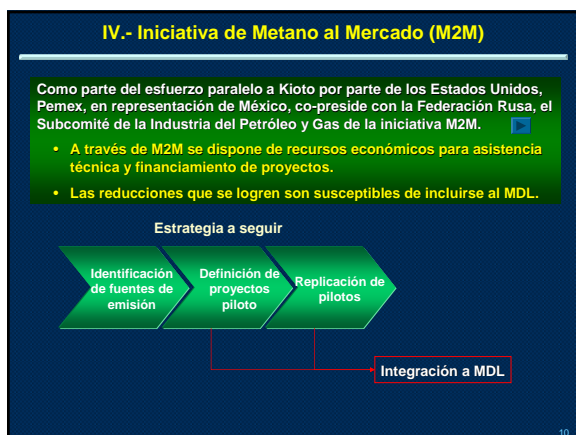 IV.- Iniciativa de Metano al Mercado (M2M)
Como parte del esfuerzo paralelo a Kioto por parte de los Estados Unidos,
Pemex, en representación de México, co-preside con la Federación Rusa, el
Subcomité de la Industria del Petróleo y Gas de la iniciativa M2M.
• A través de M2M se dispone de recursos económicos para asistencia
técnica y financiamiento de proyectos.
• Las reducciones que se logren son susceptibles de incluirse al MDL.
Estrategia a seguir
Identificación
de fuentes de
emisión
Definición de
proyectos
piloto
Replicación de
pilotos
Integración a MDL
10